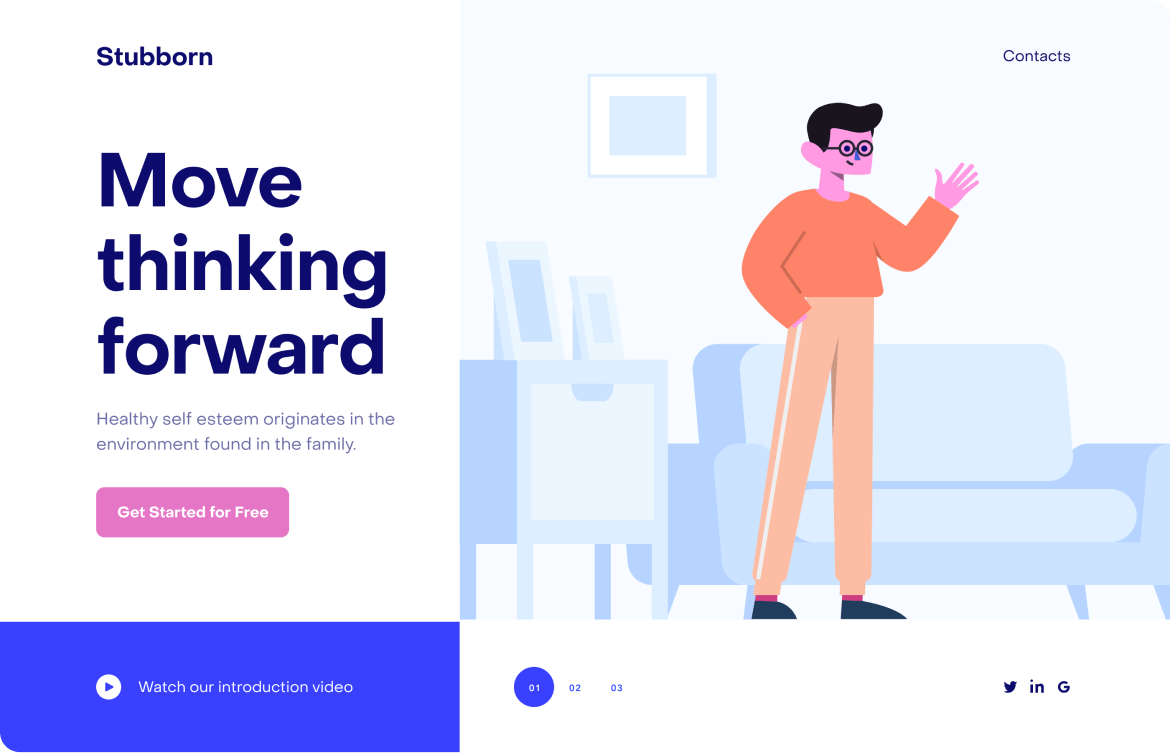 Stubborn
Contacts
Move
thinking
forward
Healthy self esteem originates in the
environment found in the family.
Get Started for Free
Watch our introduction video
01 02 03